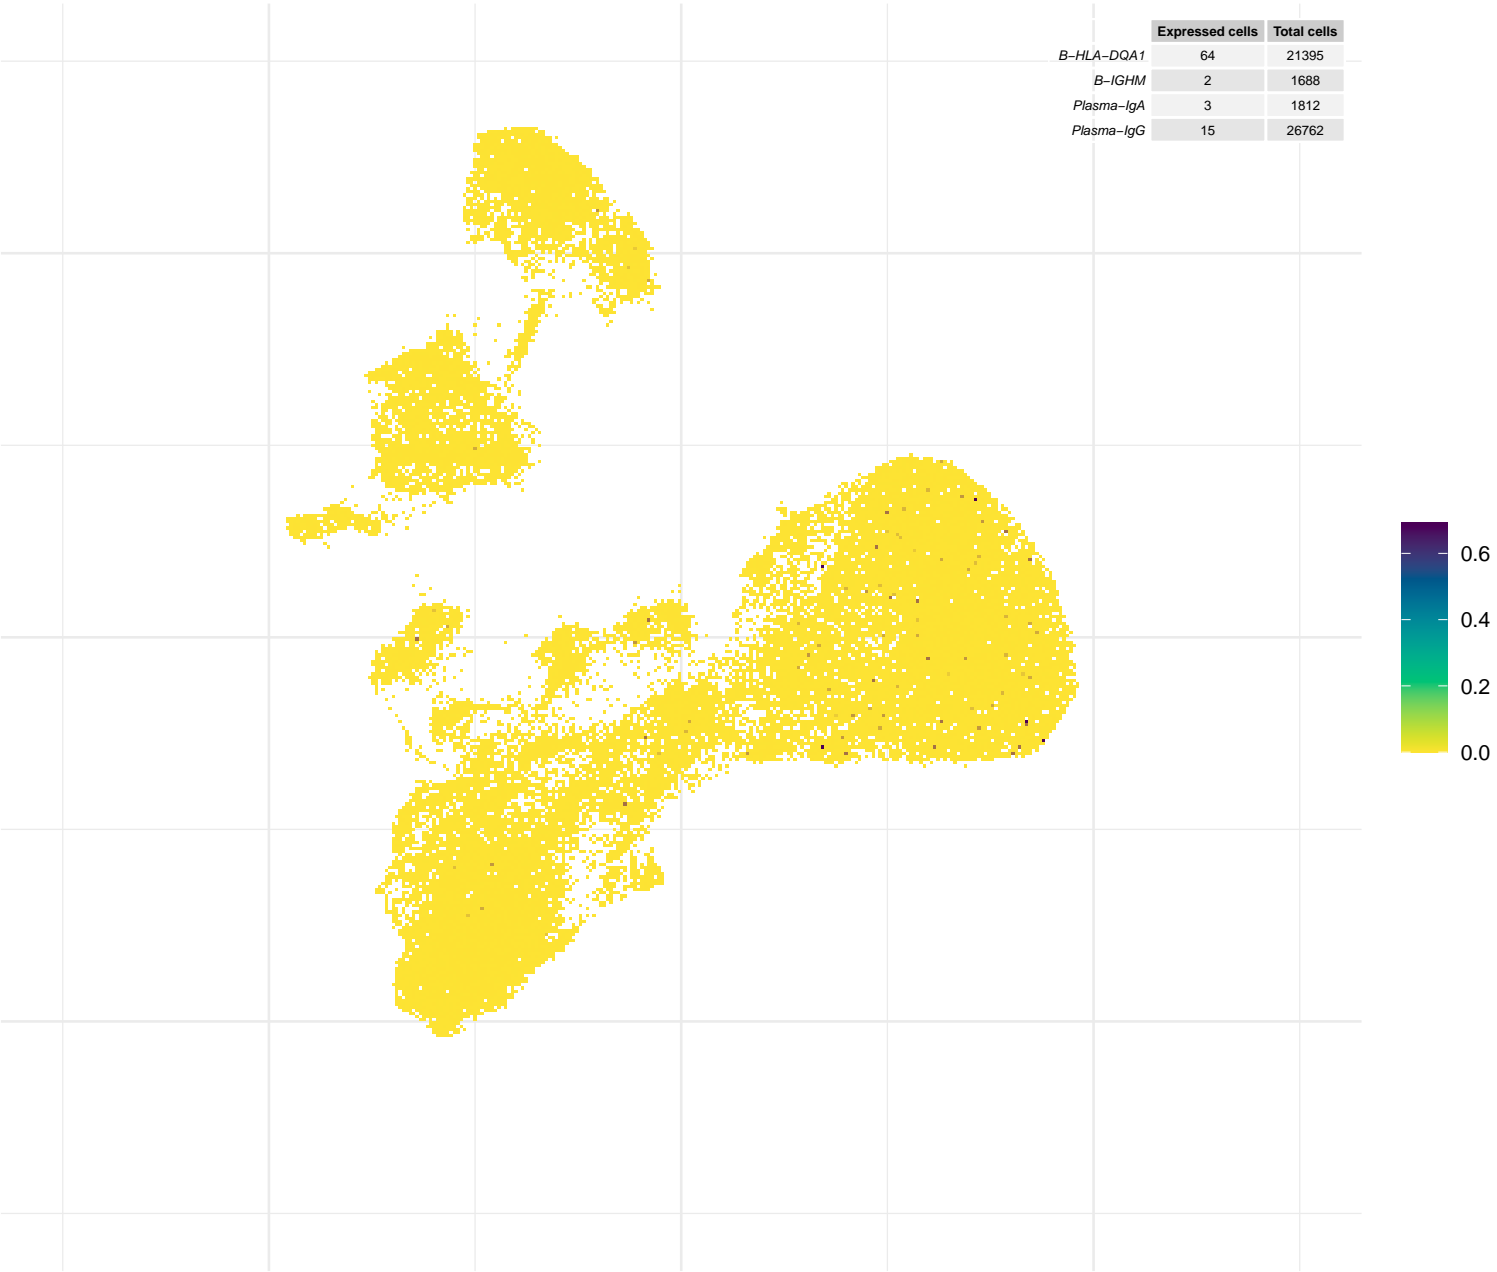 Expressed cells Total cells
B–HLA–DQA1 64 21395
B–IGHM 2 1688
Plasma–IgA 3 1812
Plasma–IgG 15 26762
0.6
0.4
0.2
0.0